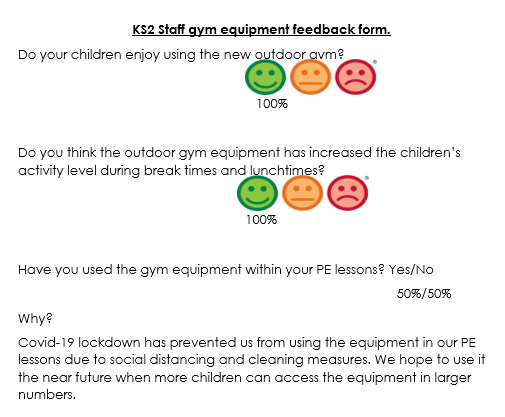 KS2 Staff gym equipment feedback form.
Do your children enjoy using the new outdoor gym?
100%
Do you think the outdoor gym equipment has increased the children's
activity level during break times and lunchtimes?
100%
Have you used the gym equipment within your PE lessons? Yes/No
50%/50%
Why?
Covid-19 lockdown has prevented us from using the equipment in our PE
lessons due to social distancing and cleaning measures. We hope to use it
the near future when more children can access the equipment in larger
numbers.